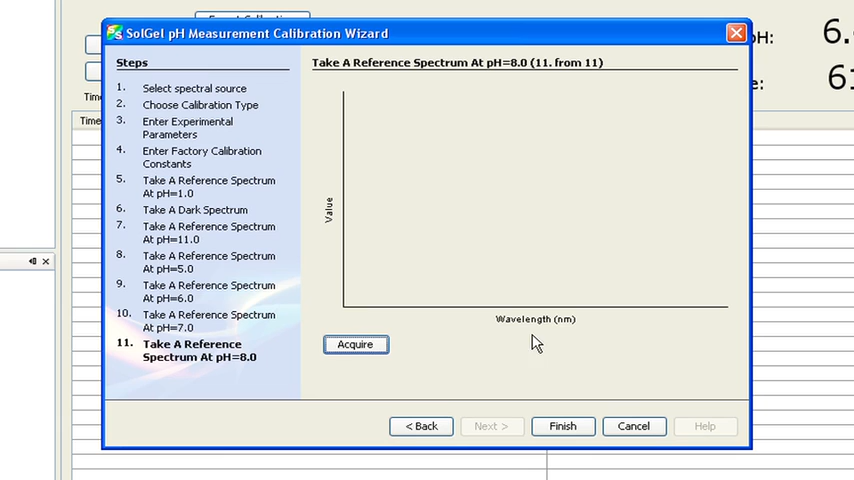 SolGel pH Measurement Calibration Wizard
pH:
6.
61
Time
Time
Steps
1. Select spectral source
2. Choose Calibration Type
3. Enter Experimental
Parameters
4. Enter Factory Calibration
Constants
5. Take A Reference Spectrum
At pH=1.0
6. Take A Dark Spectrum
7. Take A Reference Spectrum
At pH=11.0
8. Take A Reference Spectrum
At pH=5.0
9. Take A Reference Spectrum
At pH=6.0
10. Take A Reference Spectrum
At pH=7.0
11. Take A Reference
Spectrum At pH=8.0
Take A Reference Spectrum At pH=8.0 (11. from 11)
Value
Wavelength (nm)
Acquire
< Back
Next >
Finish
Cancel
Help